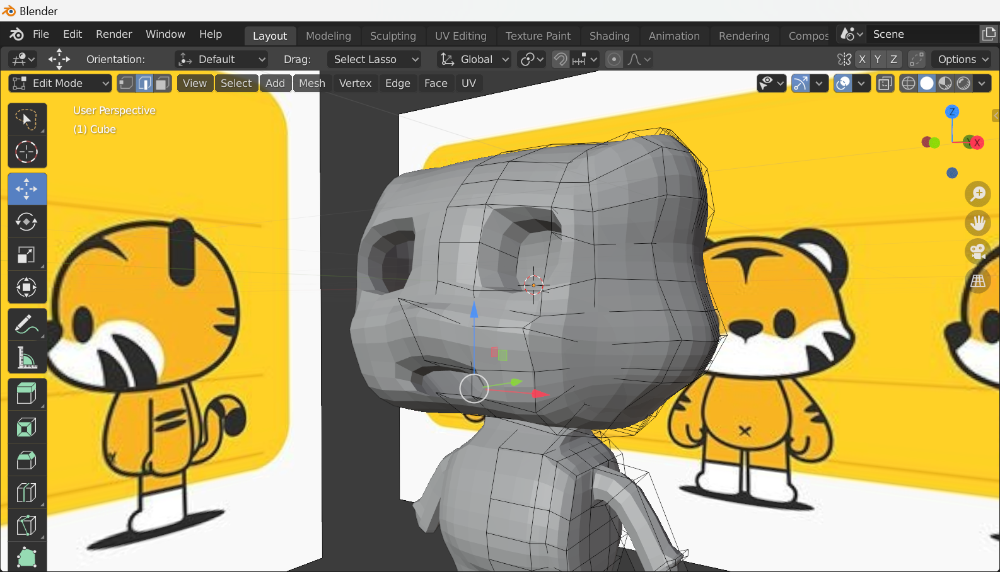 Blender
File Edit Render Window Help Layout Modeling Sculpting UV Editing Texture Paint Shading Animation Rendering Compos Scene
Orientation: Default Drag: Select Lasso Global X Y Z Options
Edit Mode View Select Add Mesh Vertex Edge Face UV
User Perspective
(1) Cube
Z
X